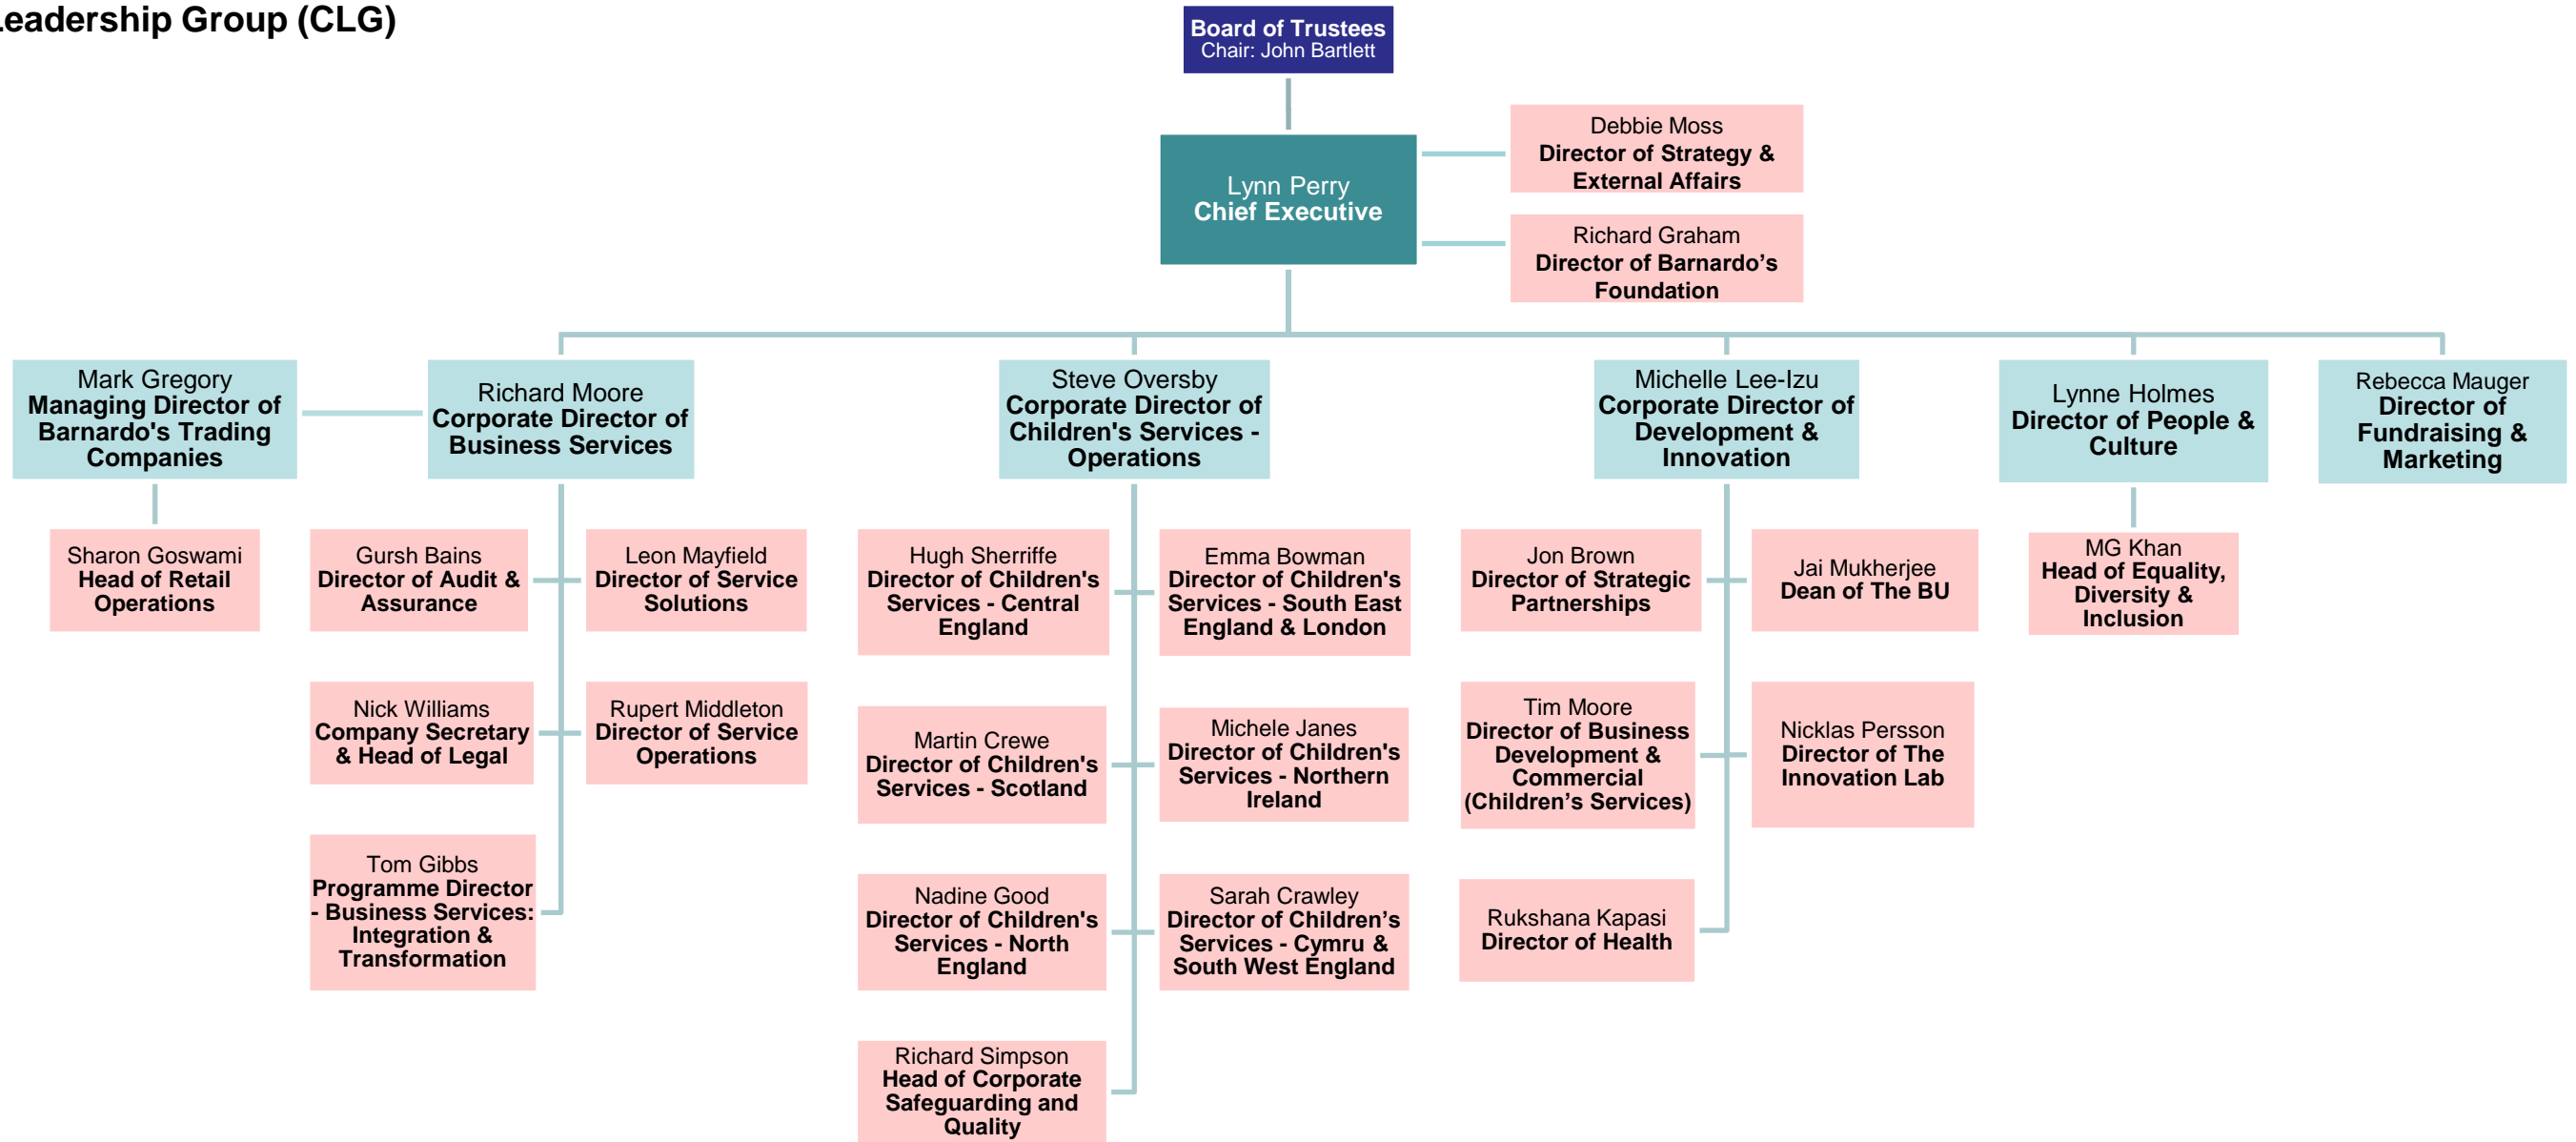 Leadership Group (CLG)
Board of Trustees
Chair: John Bartlett
Lynn Perry
Chief Executive
Debbie Moss
Director of Strategy &
External Affairs
Richard Graham
Director of Barnardo’s
Foundation
Mark Gregory
Managing Director of
Barnardo's Trading
Companies
Richard Moore
Corporate Director of
Business Services
Steve Oversby
Corporate Director of
Children's Services -
Operations
Michelle Lee-Izu
Corporate Director of
Development &
Innovation
Lynne Holmes
Director of People &
Culture
Rebecca Mauger
Director of
Fundraising &
Marketing
Sharon Goswami
Head of Retail
Operations
Gursh Bains
Director of Audit &
Assurance
Leon Mayfield
Director of Service
Solutions
Hugh Sherriffe
Director of Children's
Services - Central
England
Emma Bowman
Director of Children's
Services - South East
England & London
Jon Brown
Director of Strategic
Partnerships
Jai Mukherjee
Dean of The BU
MG Khan
Head of Equality,
Diversity &
Inclusion
Nick Williams
Company Secretary
& Head of Legal
Rupert Middleton
Director of Service
Operations
Martin Crewe
Director of Children's
Services - Scotland
Michele Janes
Director of Children's
Services - Northern
Ireland
Tim Moore
Director of Business
Development &
Commercial
(Children’s Services)
Nicklas Persson
Director of The
Innovation Lab
Tom Gibbs
Programme Director
- Business Services:
Integration &
Transformation
Nadine Good
Director of Children's
Services - North
England
Sarah Crawley
Director of Children’s
Services - Cymru &
South West England
Rukshana Kapasi
Director of Health
Richard Simpson
Head of Corporate
Safeguarding and
Quality